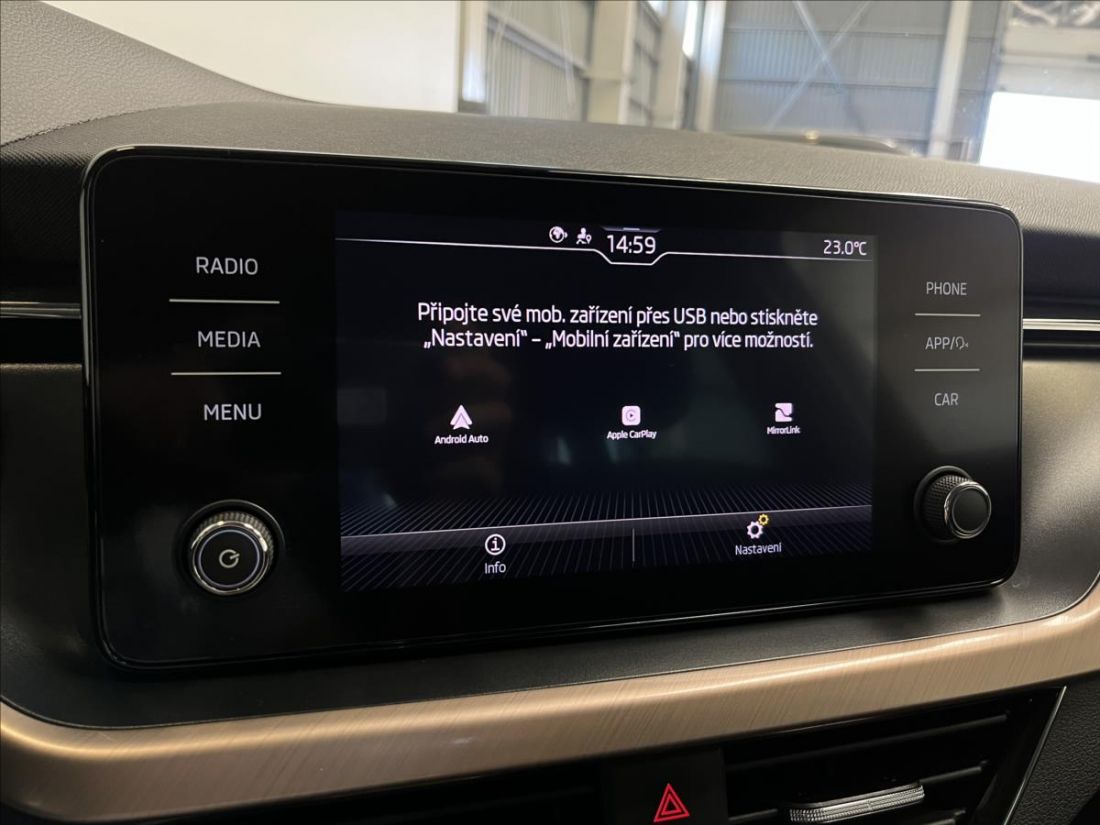 14:59
23.0°C
RADIO
MEDIA
MENU
Připojte své mob. zařízení přes USB nebo stiskněte
„Nastavení" – „Mobilní zařízení" pro více možností.
Android Auto
Apple CarPlay
MirrorLink
Info
Nastavení
PHONE
APP/
CAR